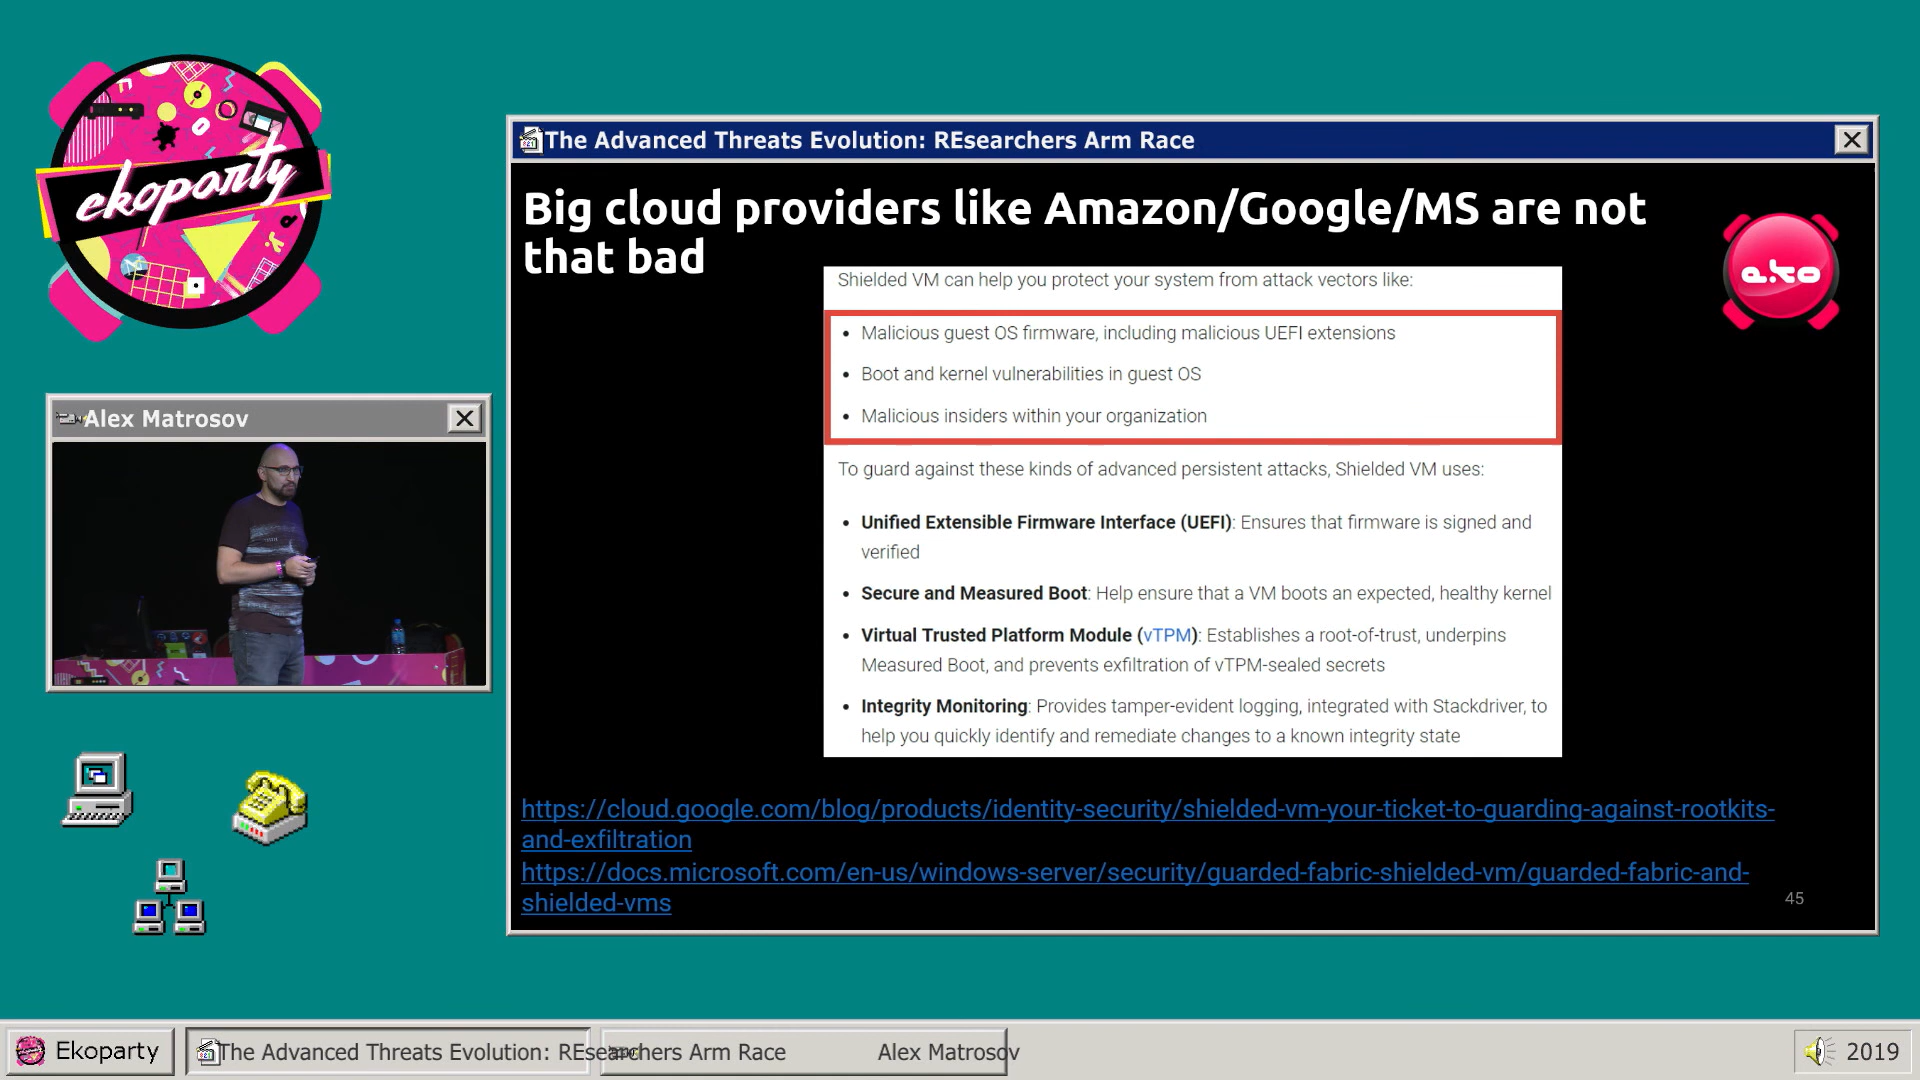 ekoparty
The Advanced Threats Evolution: REsearchers Arm Race
Big cloud providers like Amazon/Google/MS are not
that bad
eko
Shielded VM can help you protect your system from attack vectors like:
• Malicious guest OS firmware, including malicious UEFI extensions
• Boot and kernel vulnerabilities in guest OS
• Malicious insiders within your organization
To guard against these kinds of advanced persistent attacks, Shielded VM uses:
• Unified Extensible Firmware Interface (UEFI): Ensures that firmware is signed and
verified
• Secure and Measured Boot: Help ensure that a VM boots an expected, healthy kernel
• Virtual Trusted Platform Module (vTPM): Establishes a root-of-trust, underpins
Measured Boot, and prevents exfiltration of vTPM-sealed secrets
• Integrity Monitoring: Provides tamper-evident logging, integrated with Stackdriver, to
help you quickly identify and remediate changes to a known integrity state
https://cloud.google.com/blog/products/identity-security/shielded-vm-your-ticket-to-guarding-against-rootkits-
and-exfiltration
https://docs.microsoft.com/en-us/windows-server/security/guarded-fabric-shielded-vm/guarded-fabric-and-
shielded-vms
45
Alex Matrosov
Ekoparty
The Advanced Threats Evolution: REsearchers Arm Race
Alex Matrosov
2019